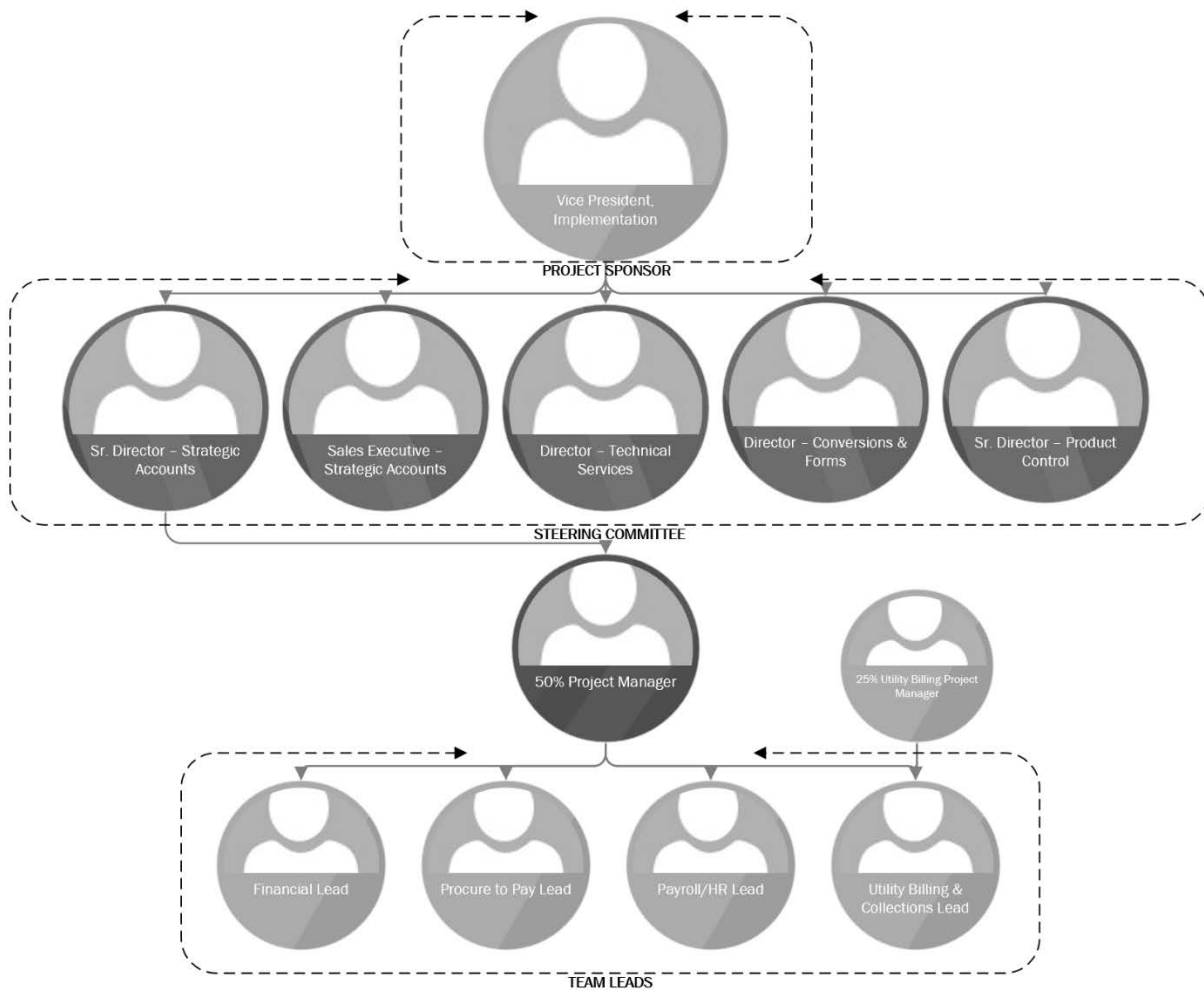 Vice President,
Implementation
PROJECT SPONSOR
Sr. Director – Strategic
Accounts
Sales Executive –
Strategic Accounts
Director – Technical
Services
Director – Conversions &
Forms
Sr. Director – Product
Control
STEERING COMMITTEE
50% Project Manager
25% Utility Billing Project
Manager
Financial Lead
Procure to Pay Lead
Payroll/HR Lead
Utility Billing &
Collections Lead
TEAM LEADS